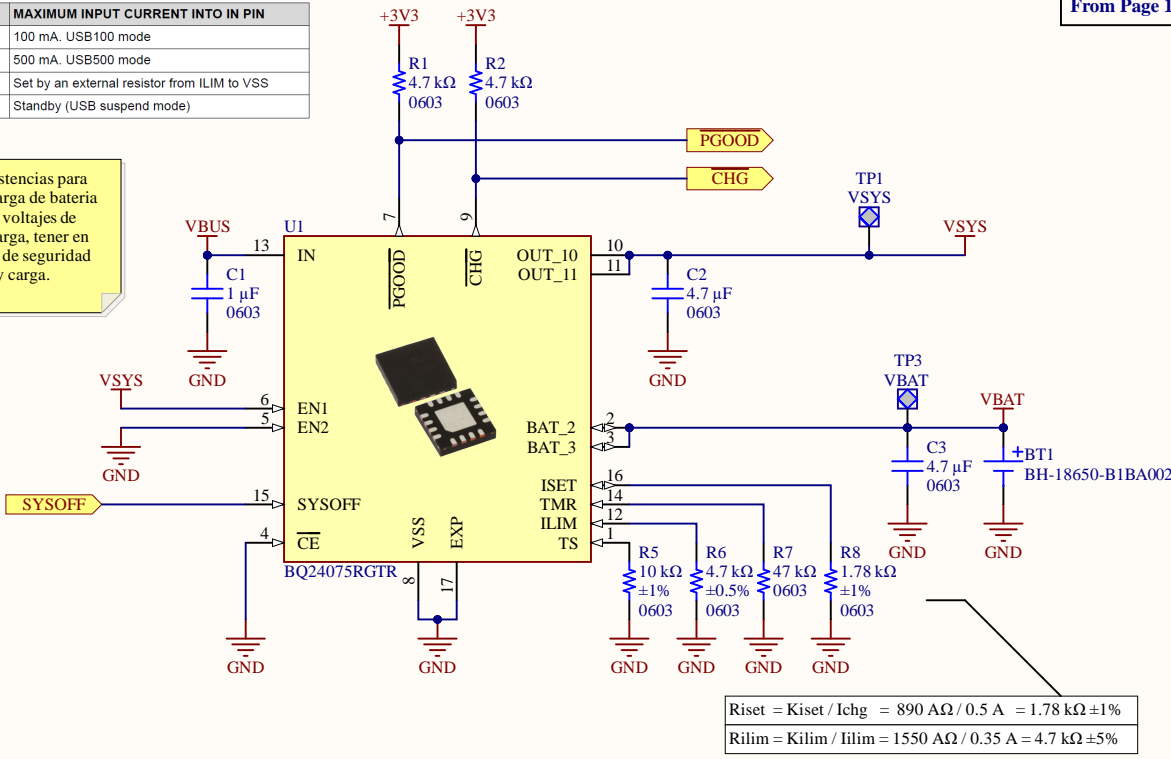 MAXIMUM INPUT CURRENT INTO IN PIN
100 mA. USB100 mode
500 mA. USB500 mode
Set by an external resistor from ILIM to VSS
Standby (USB suspend mode)
From Page 1
stencias para
arga de bateria
voltajes de
arga, tener en
de seguridad
y carga.
+3V3
+3V3
R1
4.7 kΩ
0603
R2
4.7 kΩ
0603
PGOOD
CHG
TP1
VSYS
VSYS
VBUS
U1
7
9
13
IN
PGOOD
CHG
OUT_10
10
OUT_11
11
C1
1 µF
0603
GND
C2
4.7 µF
0603
GND
VSYS
6
EN1
5
EN2
GND
TP3
VBAT
VBAT
BAT_2
2
BAT_3
3
C3
4.7 µF
0603
GND
+
BT1
BH-18650-B1BA002
GND
SYSOFF
15
SYSOFF
4
CE
GND
ISET
16
TMR
14
ILIM
12
TS
1
VSS
EXP
BQ24075RGTR
8
17
GND
R5
10 kΩ
±1%
0603
GND
R6
4.7 kΩ
±0.5%
0603
GND
R7
47 kΩ
0603
GND
R8
1.78 kΩ
±1%
0603
GND
Riset = Kiset / Ichg = 890 AΩ / 0.5 A = 1.78 kΩ ±1%
Rilim = Kilim / Iilim = 1550 AΩ / 0.35 A = 4.7 kΩ ±5%